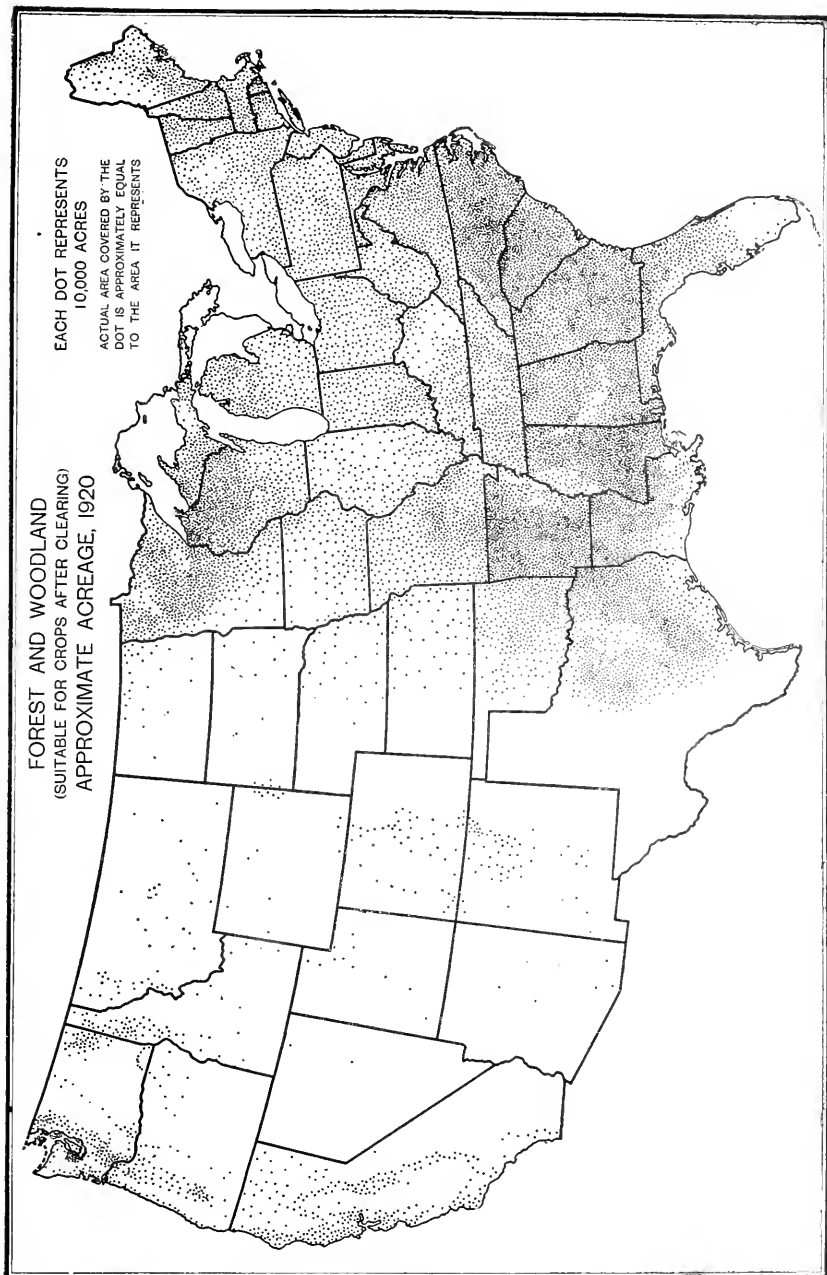 FOREST AND WOODLAND
(SUITABLE FOR CROPS AFTER CLEARING)
APPROXIMATE ACREAGE, 1920
EACH DOT REPRESENTS
10,000 ACRES
ACTUAL AREA COVERED BY THE
DOT IS APPROXIMATELY EQUAL
TO THE AREA IT REPRESENTS